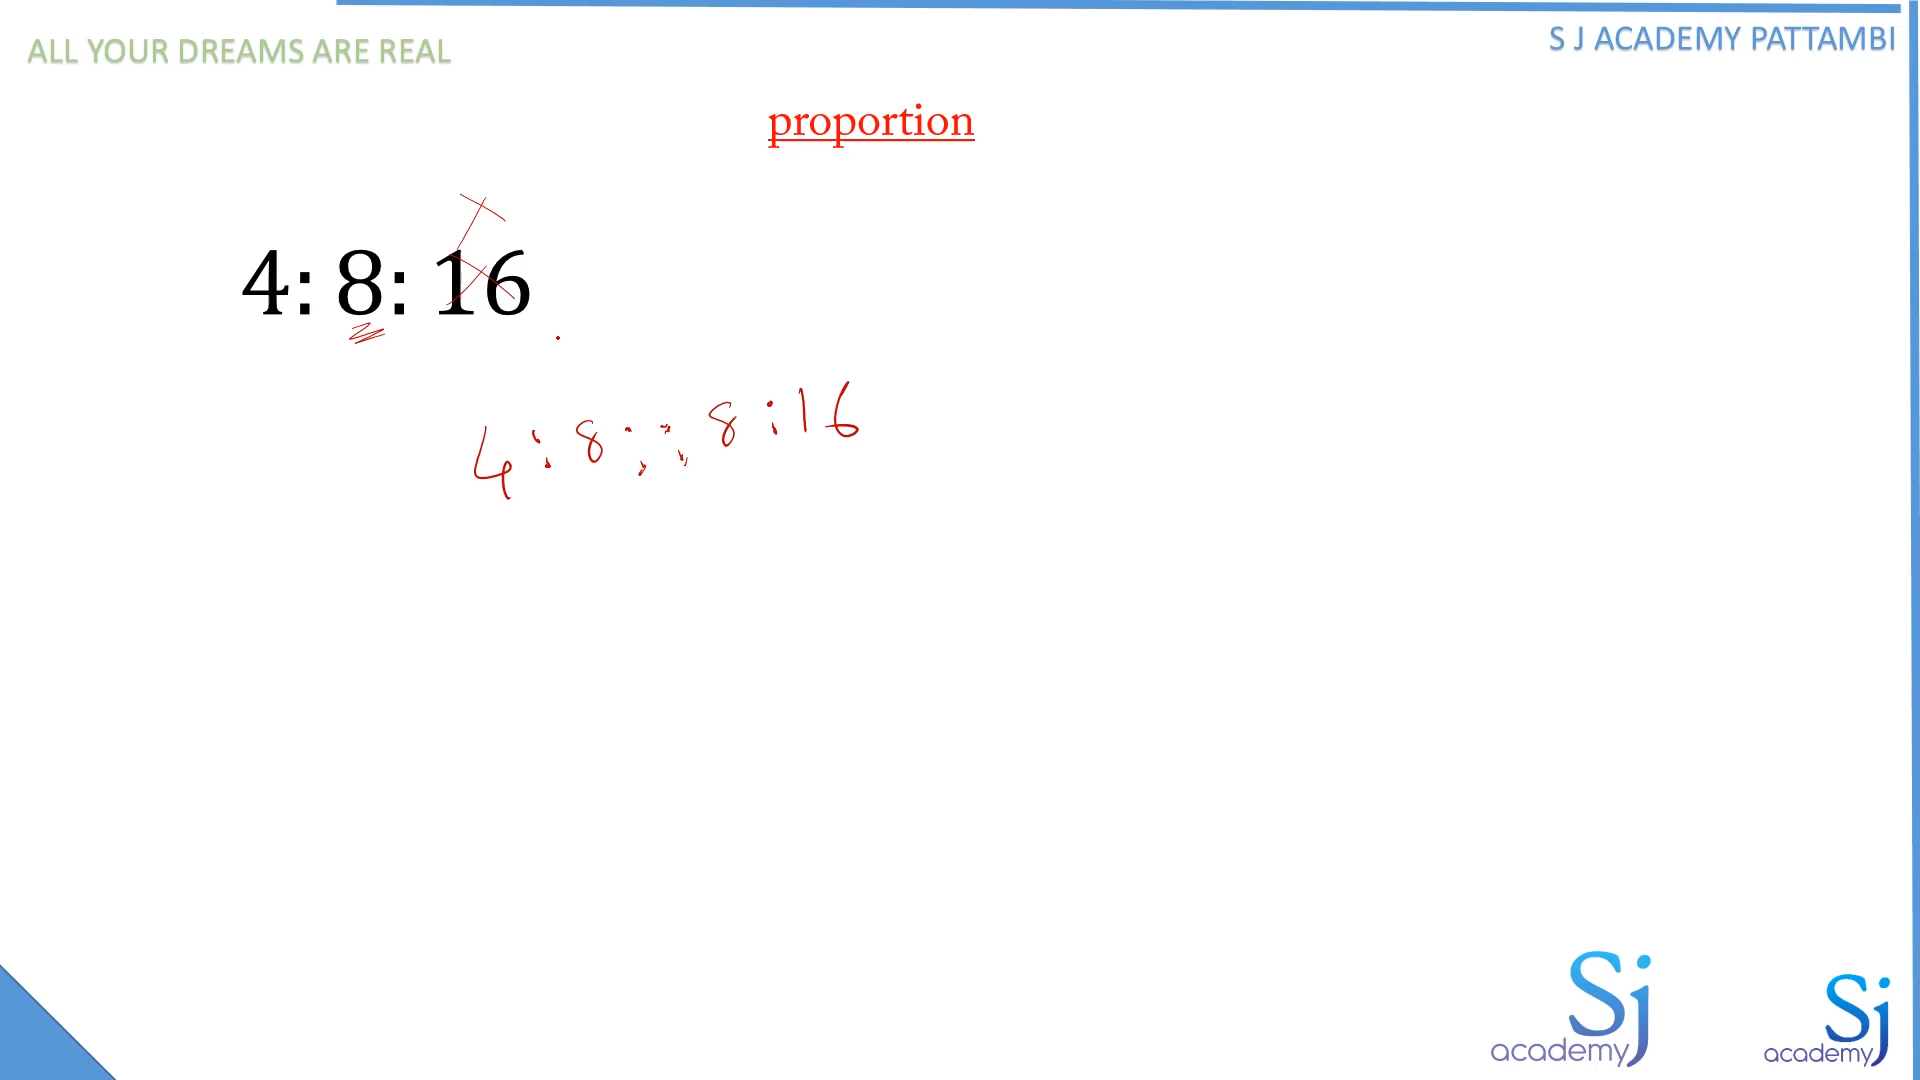 ALL YOUR DREAMS ARE REAL
S J ACADEMY PATTAMBI
proportion
4: 8: 16
4 : 8 :: 8 : 16
Sj academy
Sj academy